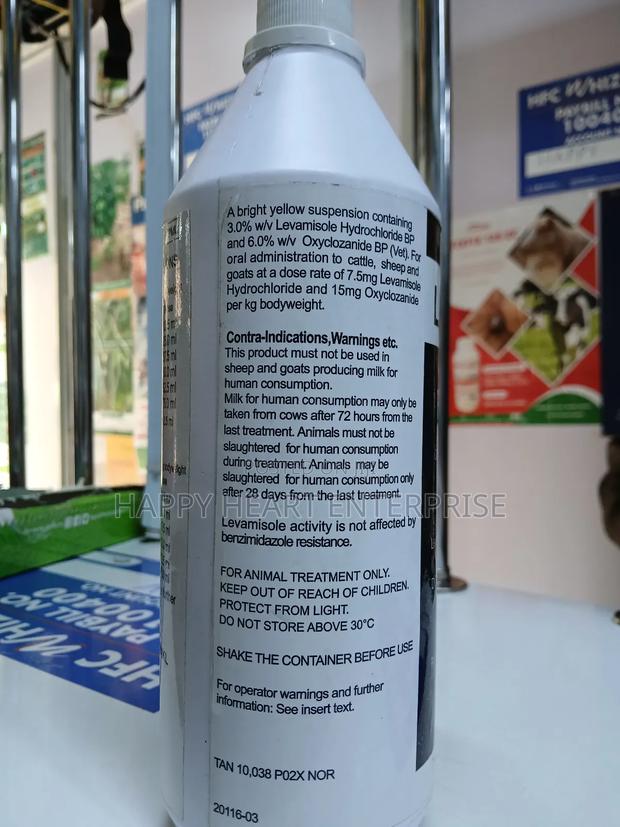 A bright yellow suspension containing
3.0% w/v Levamisole Hydrochloride BP
and 6.0% w/v Oxyclozanide BP (Vet). For
oral administration to cattle, sheep and
goats at a dose rate of 7.5mg Levamisole
Hydrochloride and 15mg Oxyclozanide
per kg bodyweight.
Contra-Indications,Warnings etc.
This product must not be used in
sheep and goats producing milk for
human consumption.
Milk for human consumption may only be
taken from cows after 72 hours from the
last treatment. Animals must not be
slaughtered for human consumption
during treatment. Animals may be
slaughtered for human consumption only
after 28 days from the last treatment.
Levamisole activity is not affected by
benzimidazole resistance.
FOR ANIMAL TREATMENT ONLY.
KEEP OUT OF REACH OF CHILDREN.
PROTECT FROM LIGHT.
DO NOT STORE ABOVE 30°C
SHAKE THE CONTAINER BEFORE USE
For operator warnings and further
information: See insert text.
TAN 10,038 P02X NOR
20116-03
HAPPY HEART ENTERPRISE
HFC WHIZ
PAYBILL N
1004
ACCOUNT
HFC WHI
PAYBILL NO.
100400